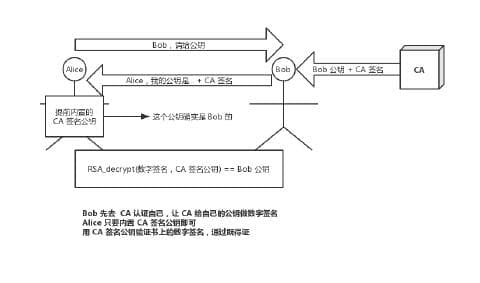 Bob，请给公钥
Alice
Bob
Bob 公钥 + CA 签名
CA
Alice，我的公钥是... + CA 签名
提前内置的
CA 签名公钥
这个公钥确实是 Bob 的
RSA_decrypt(数字签名，CA 签名公钥) == Bob 公钥
Bob 先去 CA 认证自己，让 CA 给自己的公钥做数字签名
Alice 只要内置 CA 签名公钥即可
用 CA 签名公钥验证书上的数字签名，通过既得证